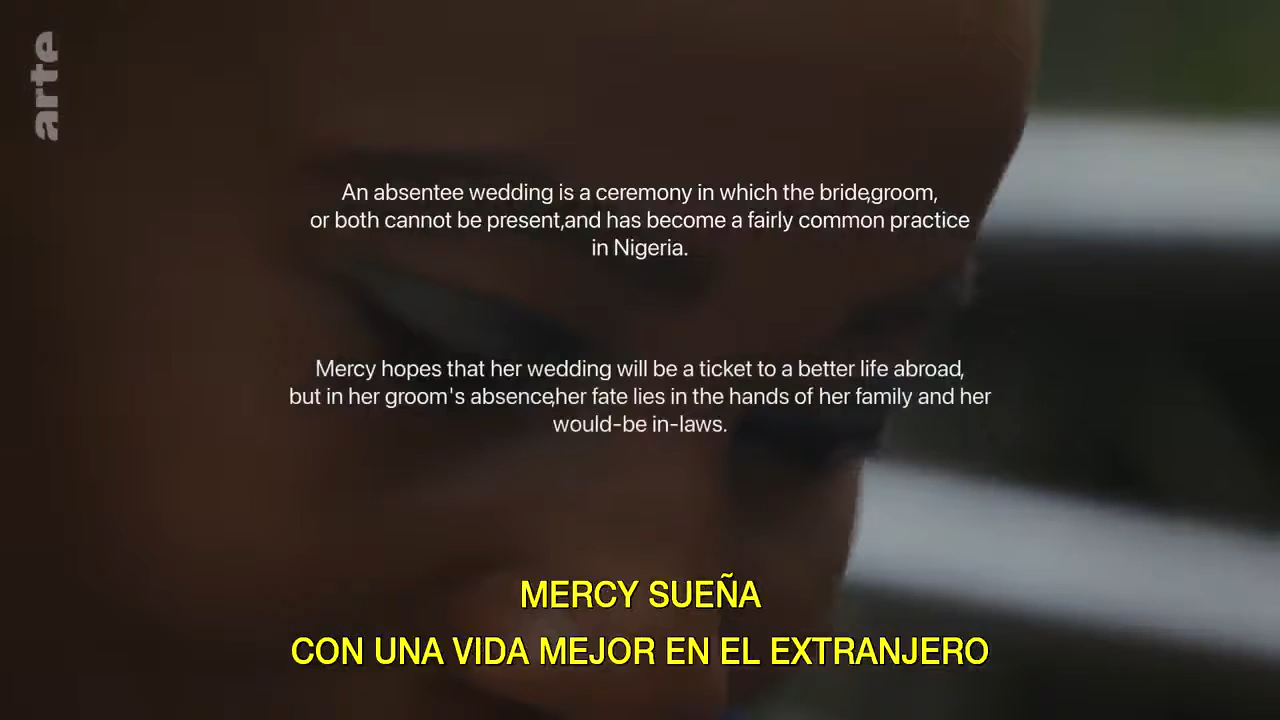 arte
An absentee wedding is a ceremony in which the bride,groom,
or both cannot be present,and has become a fairly common practice
in Nigeria.
Mercy hopes that her wedding will be a ticket to a better life abroad,
but in her groom's absence,her fate lies in the hands of her family and her
would-be in-laws.
MERCY SUEÑA
CON UNA VIDA MEJOR EN EL EXTRANJERO